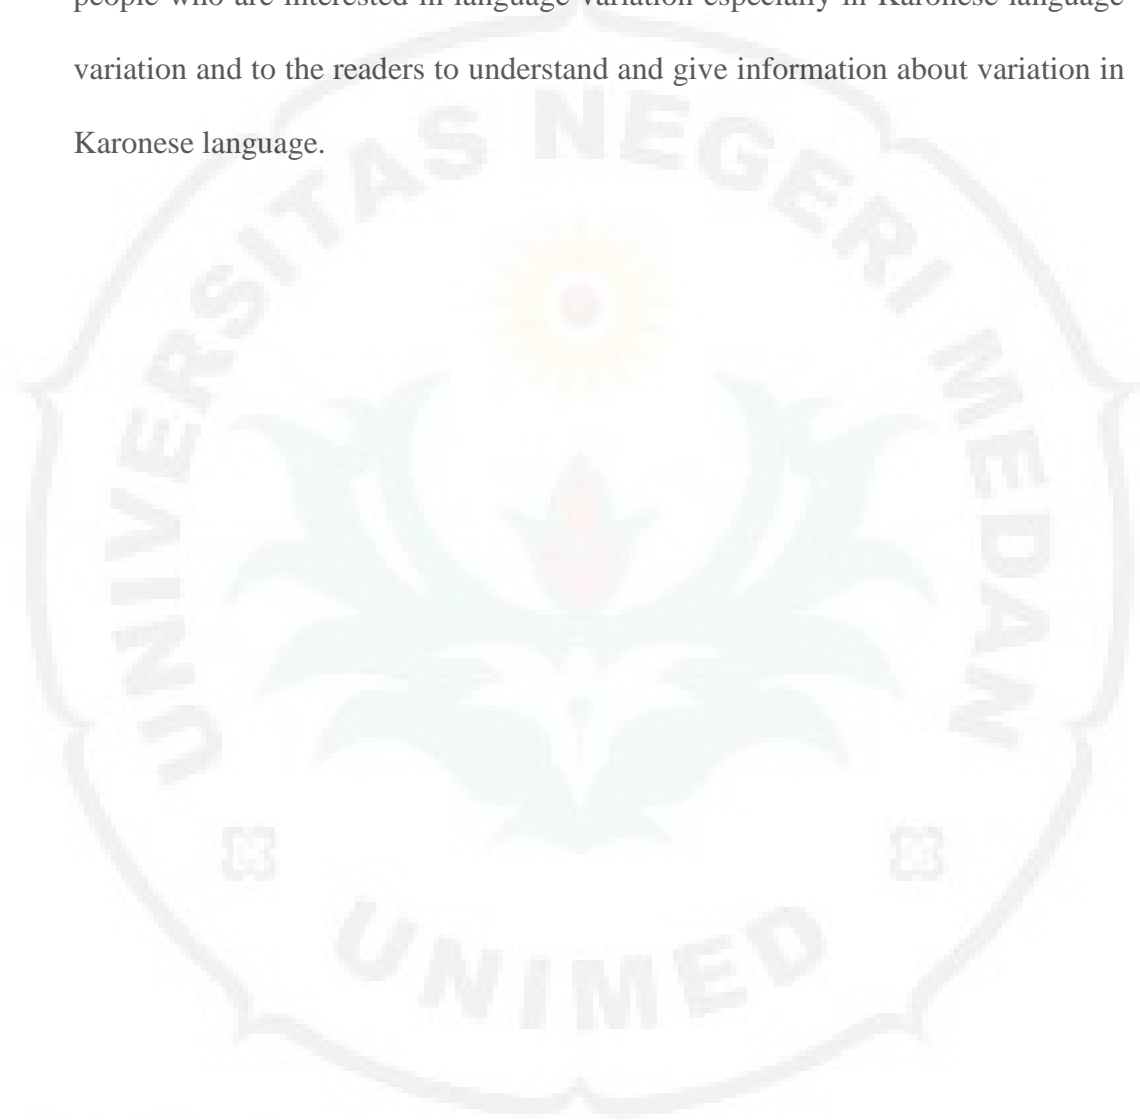 people who are interested in language variation especially in Karonese language
variation and to the readers to understand and give information about variation in
Karonese language.
UNIVERSITAS NEGERI MEDAN
UNIMED